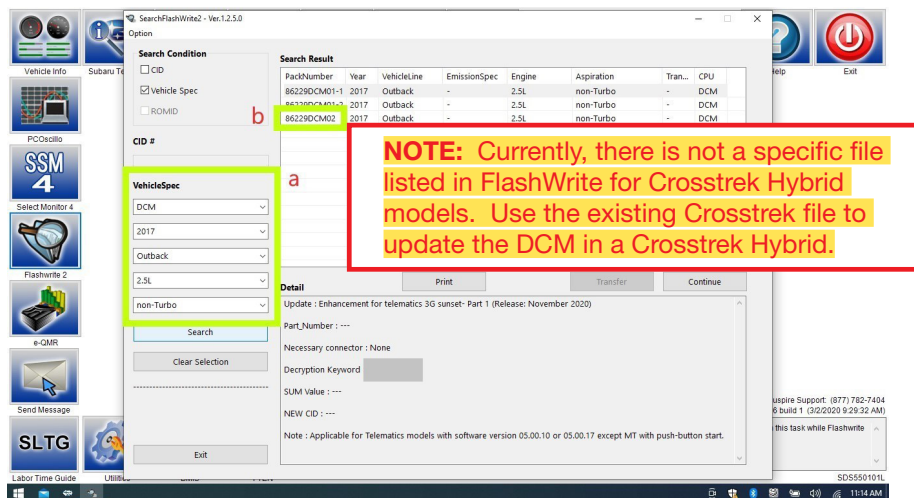 SearchFlashWrite2 - Ver.1.2.5.0
Option
Search Condition
CID
Vehicle Spec
ROMID
b
CID #
VehicleSpec
a
DCM
2017
Outback
2.5L
non-Turbo
Search
Clear Selection
Exit
Search Result
PackNumber Year VehicleLine EmissionSpec Engine Aspiration Tran... CPU
86229DCM01-1 2017 Outback - 2.5L non-Turbo - DCM
86229DCM01-2 2017 Outback - 2.5L non-Turbo - DCM
86229DCM02 2017 Outback - 2.5L non-Turbo - DCM
NOTE: Currently, there is not a specific file
listed in FlashWrite for Crosstrek Hybrid
models. Use the existing Crosstrek file to
update the DCM in a Crosstrek Hybrid.
Print Transfer Continue
Detail
Update : Enhancement for telematics 3G sunset- Part 1 (Release: November 2020)
Part_Number : ---
Necessary connector : None
Decryption Keyword
SUM Value : ---
NEW CID : ---
Note : Applicable for Telematics models with software version 05.00.10 or 05.00.17 except MT with push-button start.
Vehicle Info
Subaru
PCOscillo
SSM
4
Select Monitor 4
Flashwrite 2
e-QMR
Send Message
SLTG
Labor Time Guide
Help
Exit
Support: (877) 782-7404
6 build 1 (3/2/2020 9:29:32 AM)
this task while Flashwrite
SDS550101L
11:14 AM